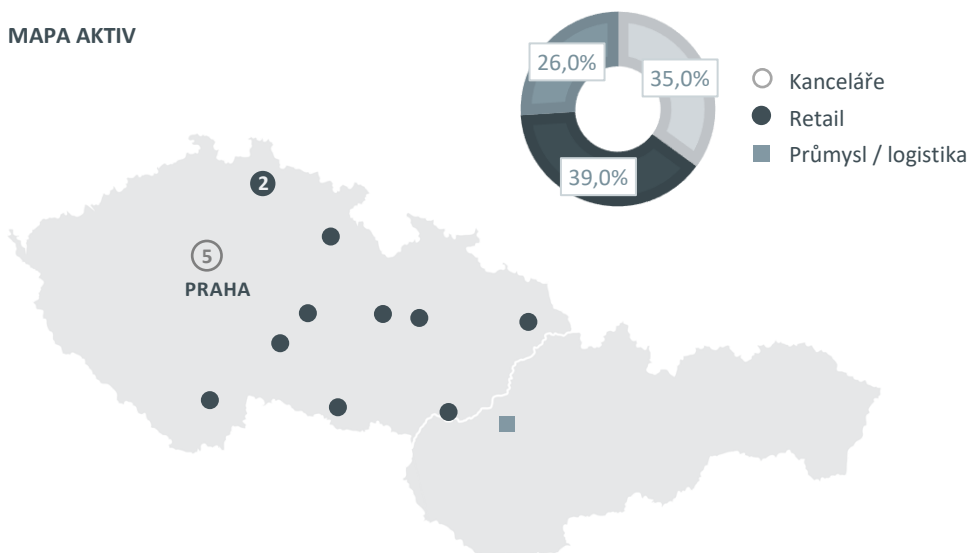 MAPA AKTIV
26,0%
35,0%
39,0%
Kanceláře
Retail
Průmysl / logistika
2
5
PRAHA